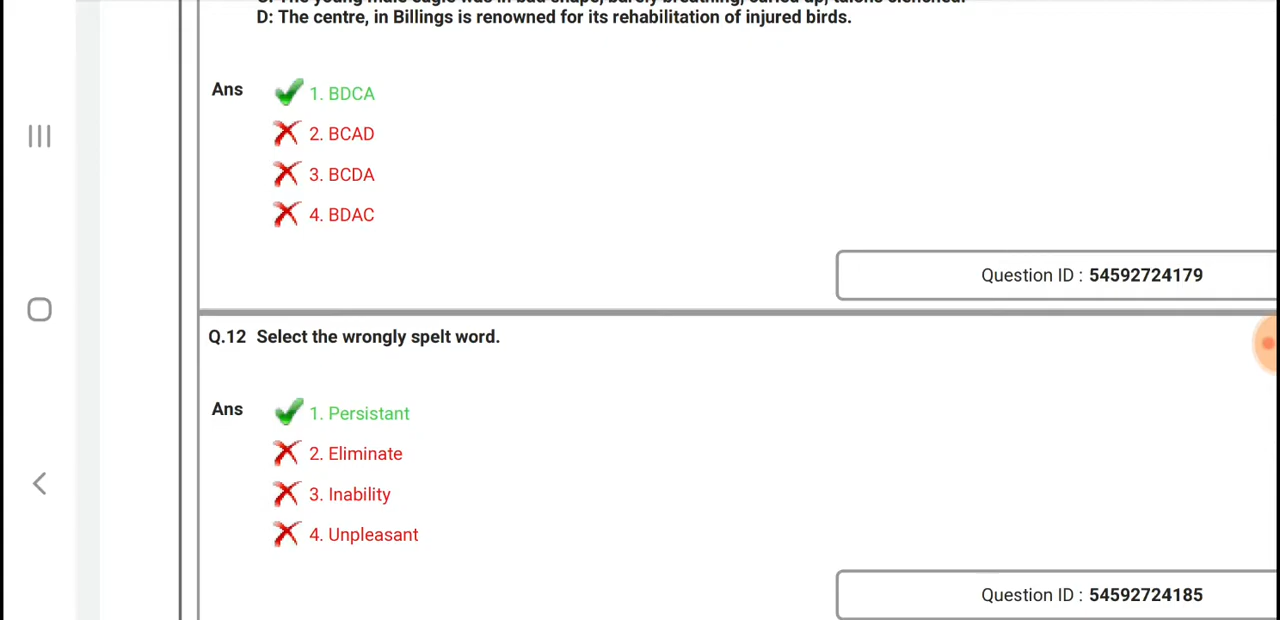 D: The centre, in Billings is renowned for its rehabilitation of injured birds.
Ans
1. BDCA
2. BCAD
3. BCDA
4. BDAC
Question ID : 54592724179
Q.12 Select the wrongly spelt word.
Ans
1. Persistant
2. Eliminate
3. Inability
4. Unpleasant
Question ID : 54592724185